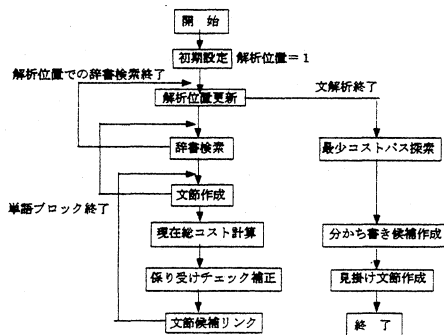 開 始
初期設定 解析位置=1
解析位置での辞書検索終了
解析位置更新
文解析終了
辞書検索
最少コストパス探索
文節作成
単語ブロック終了
現在総コスト計算
分かち書き候補作成
係り受けチェック補正
見掛け文節作成
文節候補リンク
終 了